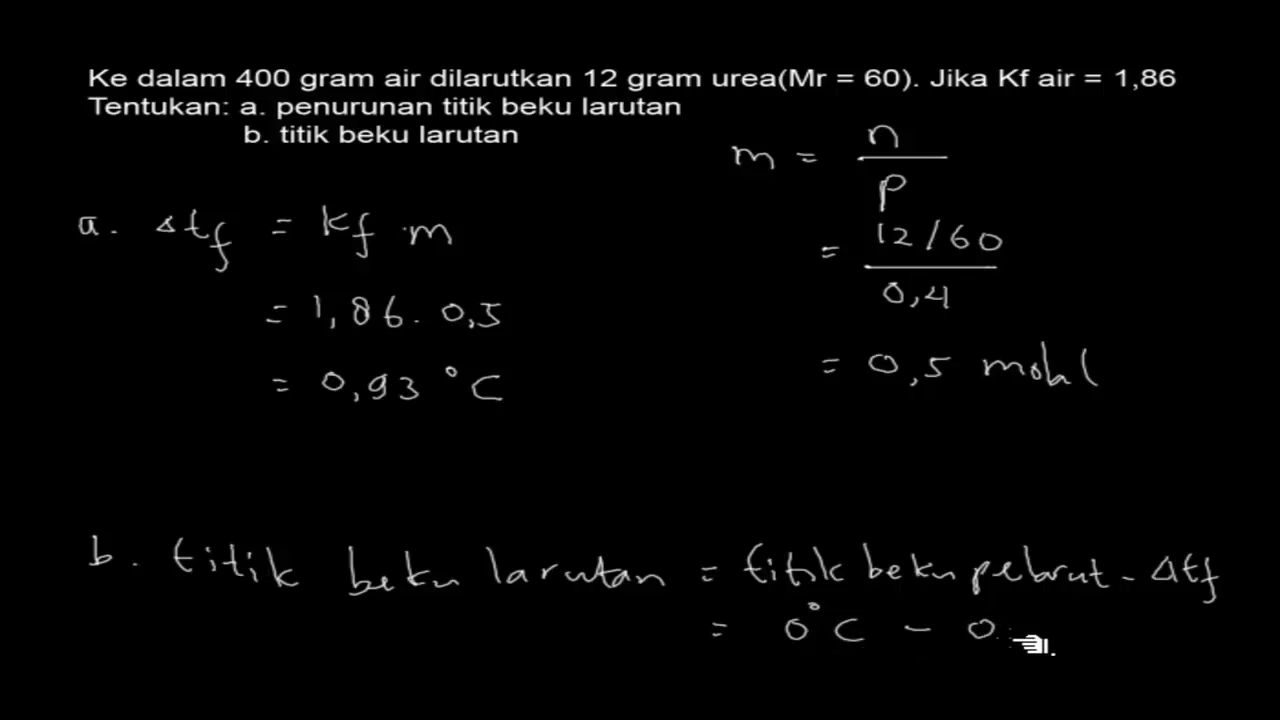 Ke dalam 400 gram air dilarutkan 12 gram urea(Mr = 60). Jika Kf air = 1,86
Tentukan: a. penurunan titik beku larutan
b. titik beku larutan
m = n
p
= 12/60
0,4
= 0,5 molal
a. Δtf = kf . m
= 1,86 . 0,5
= 0,93 °C
b. titik beku larutan = titik beku pelarut - Δtf
= 0°C - 0